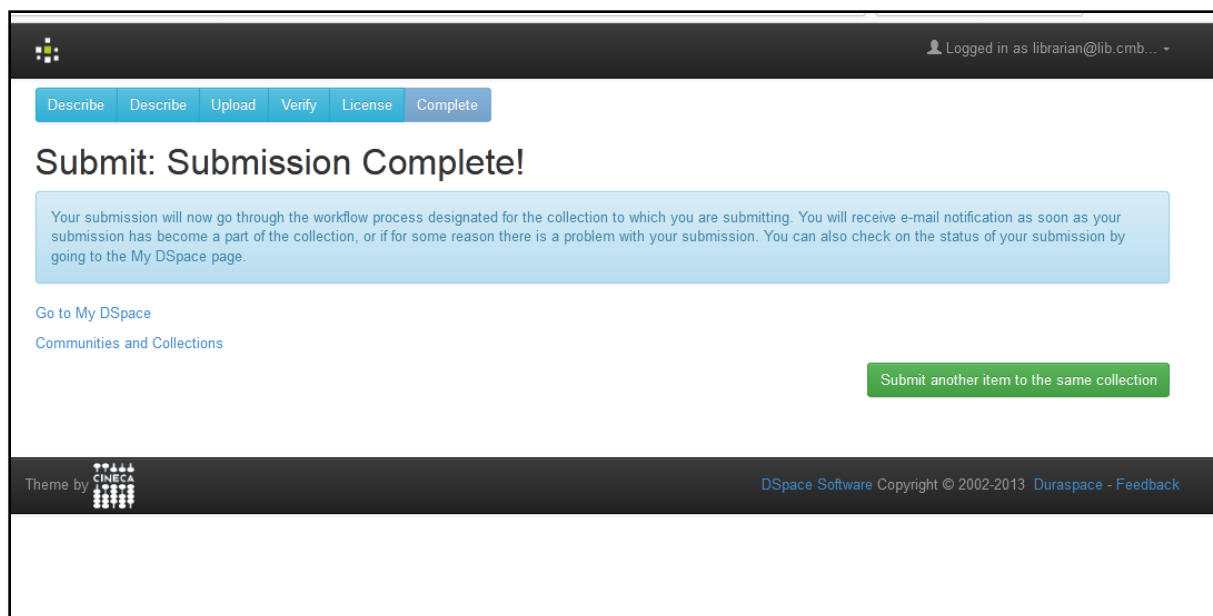 Logged in as librarian@lib.cmb...
Describe Describe Upload Verify License Complete
Submit: Submission Complete!
Your submission will now go through the workflow process designated for the collection to which you are submitting. You will receive e-mail notification as soon as your
submission has become a part of the collection, or if for some reason there is a problem with your submission. You can also check on the status of your submission by
going to the My DSpace page.
Go to My DSpace
Communities and Collections
Submit another item to the same collection
Theme by CINECA
DSpace Software Copyright © 2002-2013 Duraspace - Feedback